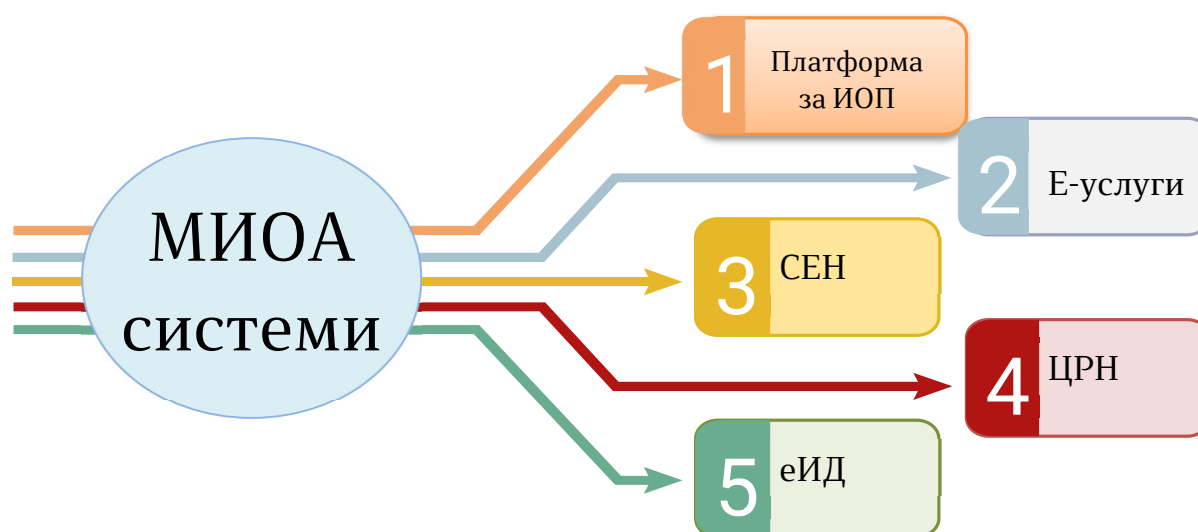 МИОА
системи
1
Платформа
за ИОП
2
Е-услуги
3
СЕН
4
ЦРН
5
еИД